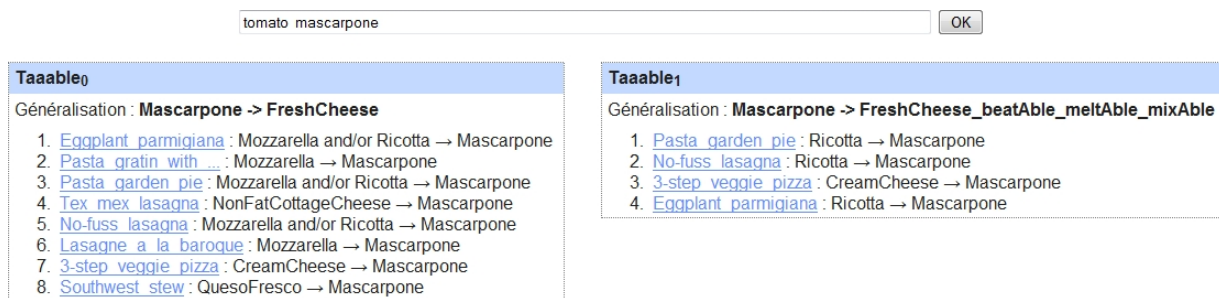 tomato mascarpone
OK
Taaable0
Généralisation : Mascarpone -> FreshCheese
1. Eggplant parmigiana : Mozzarella and/or Ricotta → Mascarpone
2. Pasta gratin with ... : Mozzarella → Mascarpone
3. Pasta garden pie : Mozzarella and/or Ricotta → Mascarpone
4. Tex mex lasagna : NonFatCottageCheese → Mascarpone
5. No-fuss lasagna : Mozzarella and/or Ricotta → Mascarpone
6. Lasagne a la baroque : Mozzarella → Mascarpone
7. 3-step veggie pizza : CreamCheese → Mascarpone
8. Southwest stew : QuesoFresco → Mascarpone
Taaable1
Généralisation : Mascarpone -> FreshCheese_beatAble_meltAble_mixAble
1. Pasta garden pie : Ricotta → Mascarpone
2. No-fuss lasagna : Ricotta → Mascarpone
3. 3-step veggie pizza : CreamCheese → Mascarpone
4. Eggplant parmigiana : Ricotta → Mascarpone